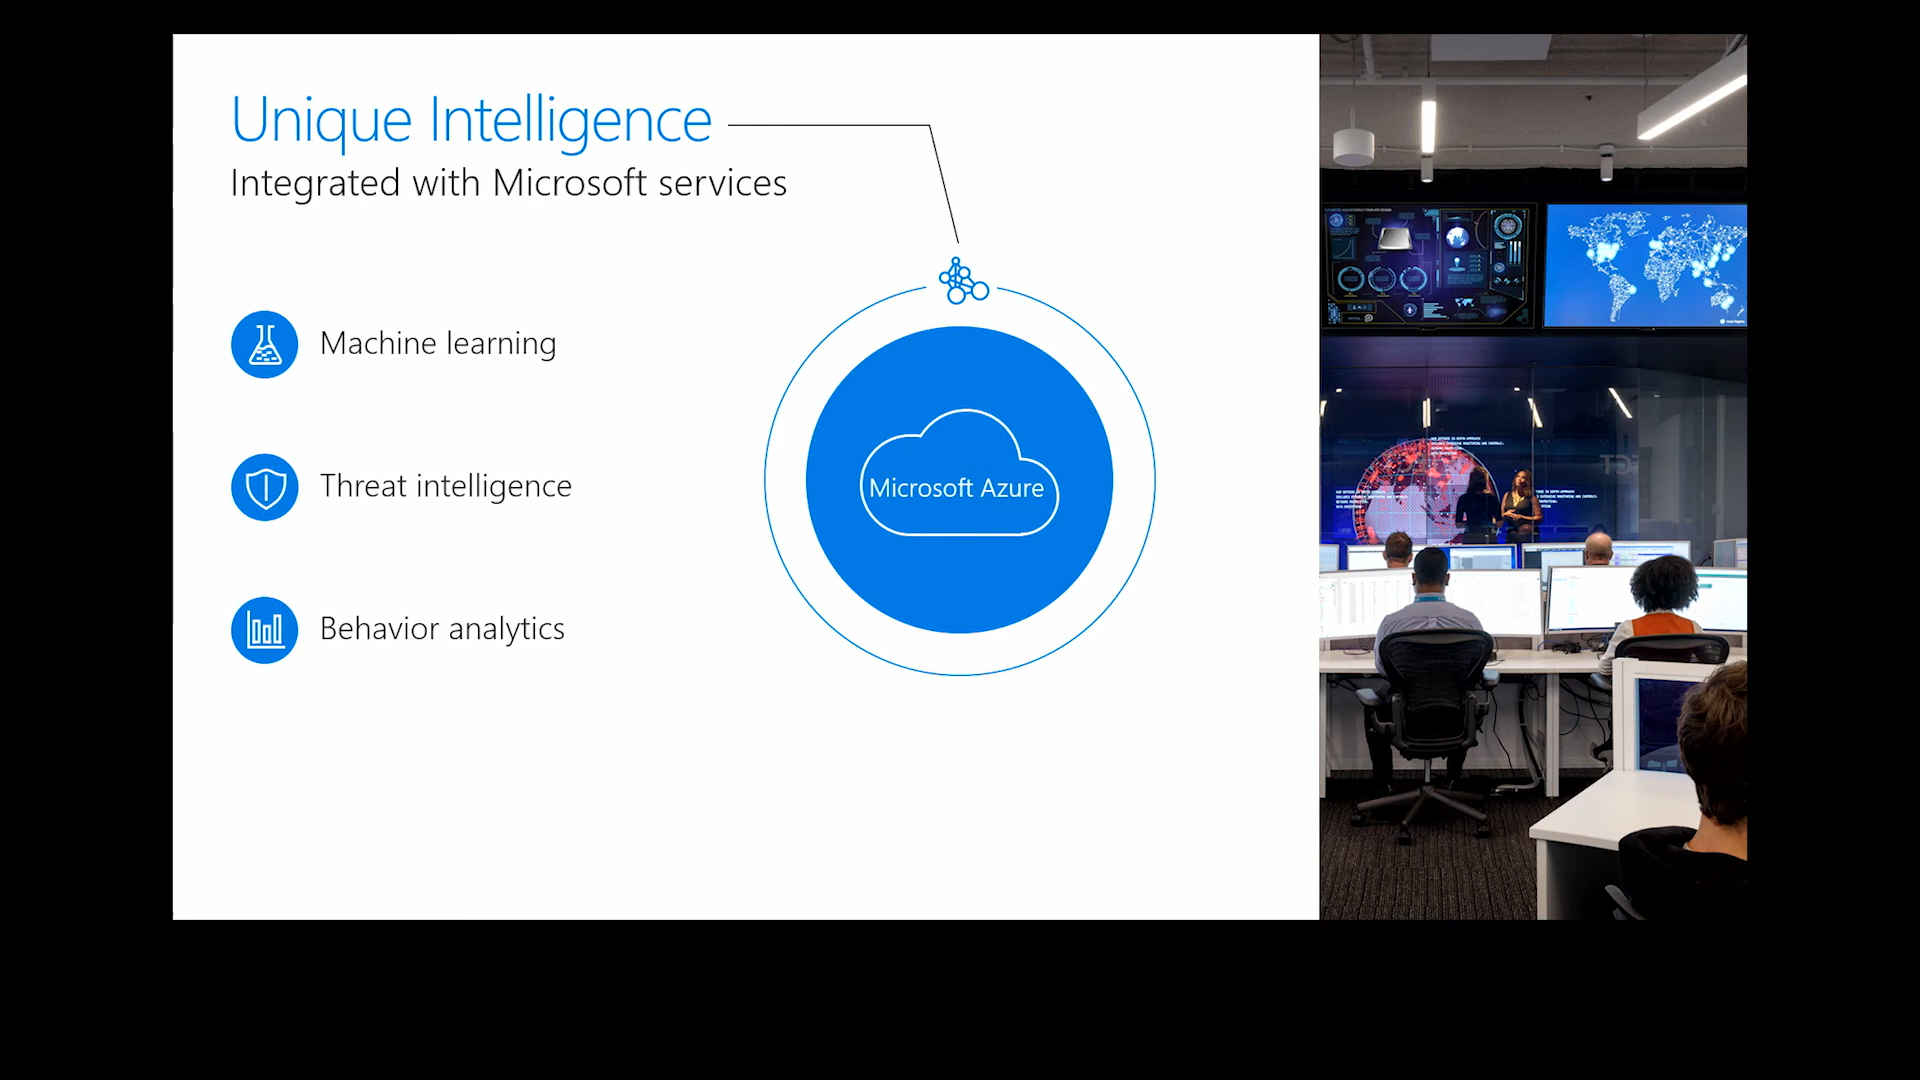 Unique Intelligence
Integrated with Microsoft services
Machine learning
Threat intelligence
Behavior analytics
Microsoft Azure